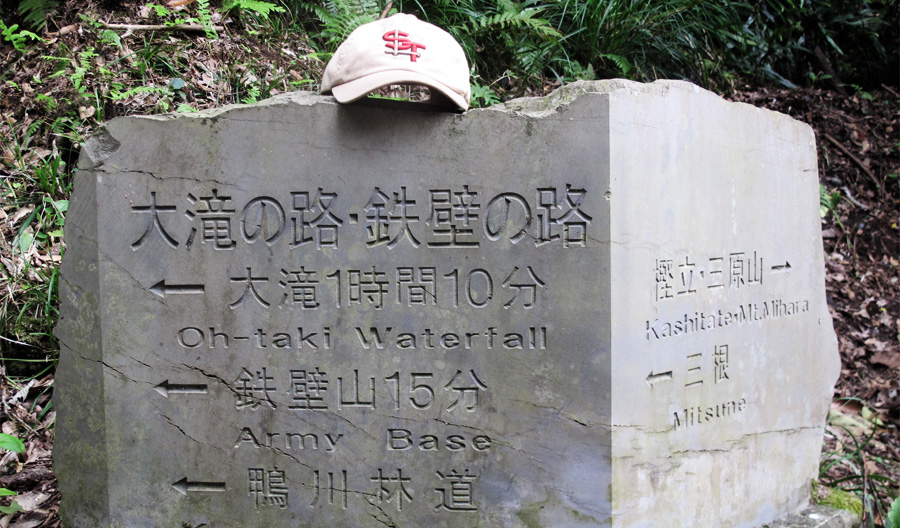 大滝の路・鉄壁の路
← 大滝1時間10分
Oh-taki Waterfall
← 鉄壁山15分
Army Base
← 鴨川林道
樫立・三原山 →
Kashitate・Mt.Mihara
← 三根
Mitsune